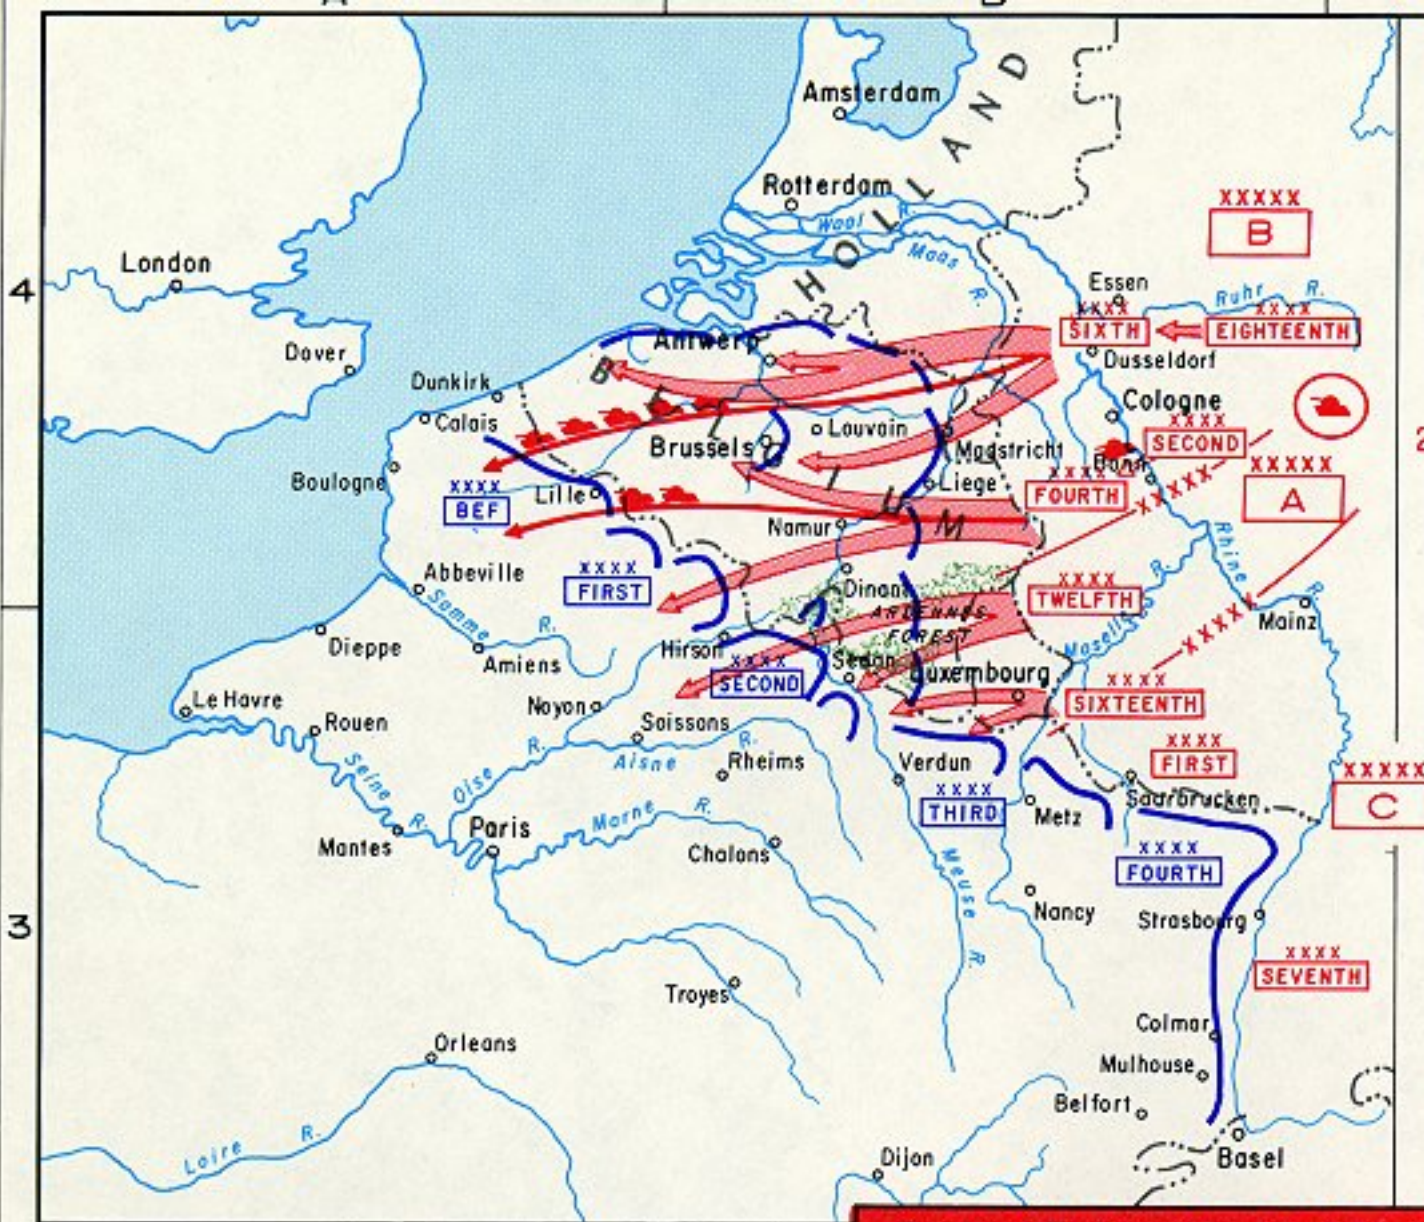 HOLLAND
Amsterdam
Rotterdam
Waal R.
Maas R.
XXXXX
B
London
4
Essen
Ruhr R.
XXXX
SIXTH
XXXX
EIGHTEENTH
Dover
Antwerp
Dusseldorf
BELGIUM
Dunkirk
Calais
Cologne
XXXX
SECOND
Brussels
Louvain
Maastricht
Bonn
2
Boulogne
Lille
Liege
XXXX
FOURTH
XXXXX
XXXXX
A
XXXX
BEF
Namur
Rhine R.
Abbeville
XXXX
FIRST
Dinant
ARDENNES
FOREST
XXXX
TWELFTH
Moselle R.
Mainz
XXXXX
Somme R.
Dieppe
Amiens
Hirson
XXXX
SECOND
Sedan
Luxembourg
XXXX
SIXTEENTH
Le Havre
Rouen
Noyon
Soissons
Aisne R.
Rheims
Verdun
XXXX
FIRST
XXXXX
C
Seine R.
Oise R.
Mantes
Paris
Marne R.
Chalons
XXXX
THIRD
Metz
Saarbrucken
XXXX
FOURTH
Meuse R.
Nancy
Strasbourg
3
XXXX
SEVENTH
Troyes
Colmar
Mulhouse
Orleans
Belfort
Loire R.
Dijon
Basel